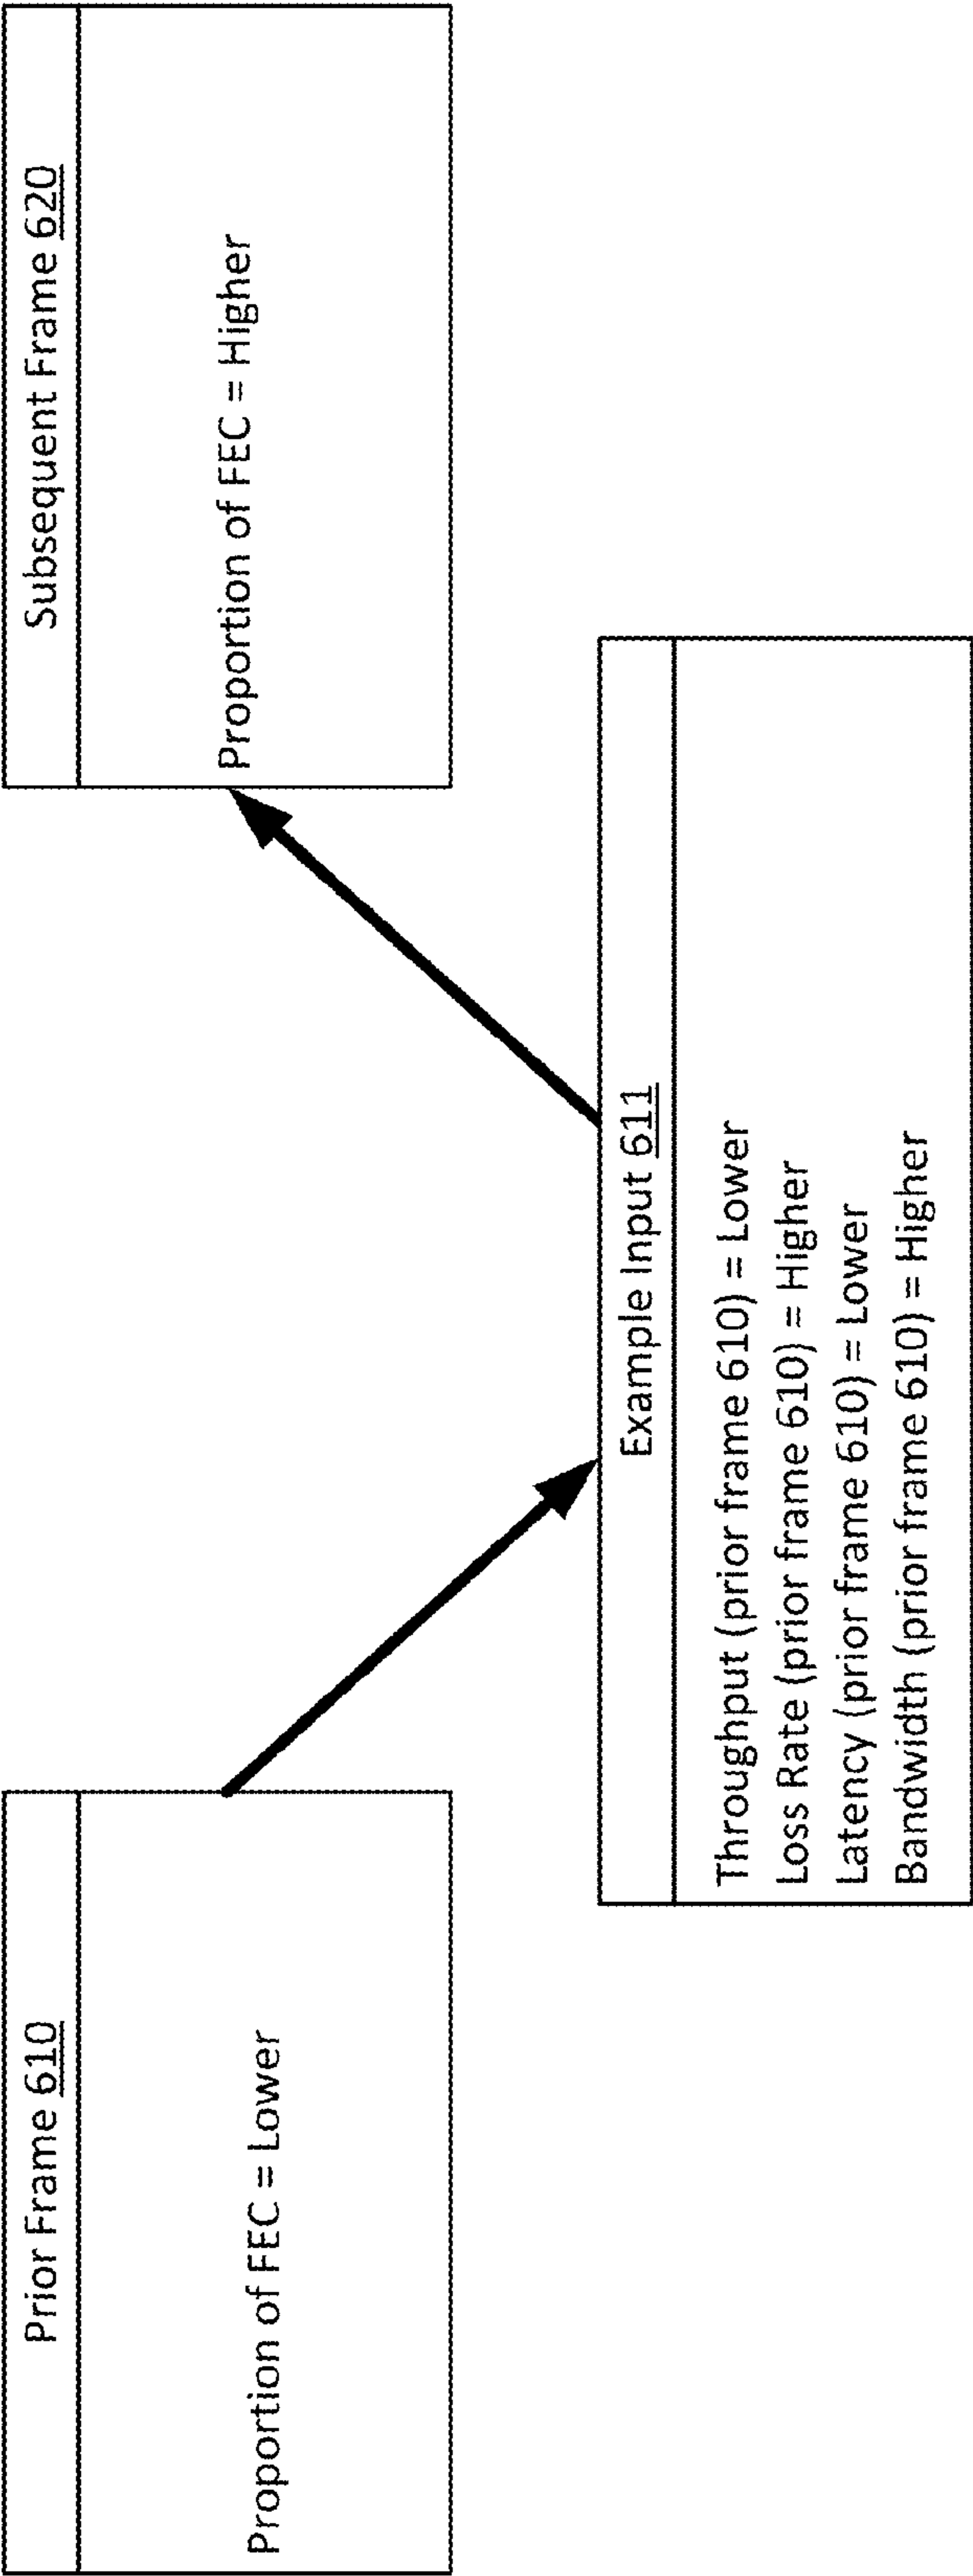 Prior Frame 610
Proportion of FEC = Lower
Subsequent Frame 620
Proportion of FEC = Higher
Example Input 611
Throughput (prior frame 610) = Lower
Loss Rate (prior frame 610) = Higher
Latency (prior frame 610) = Lower
Bandwidth (prior frame 610) = Higher